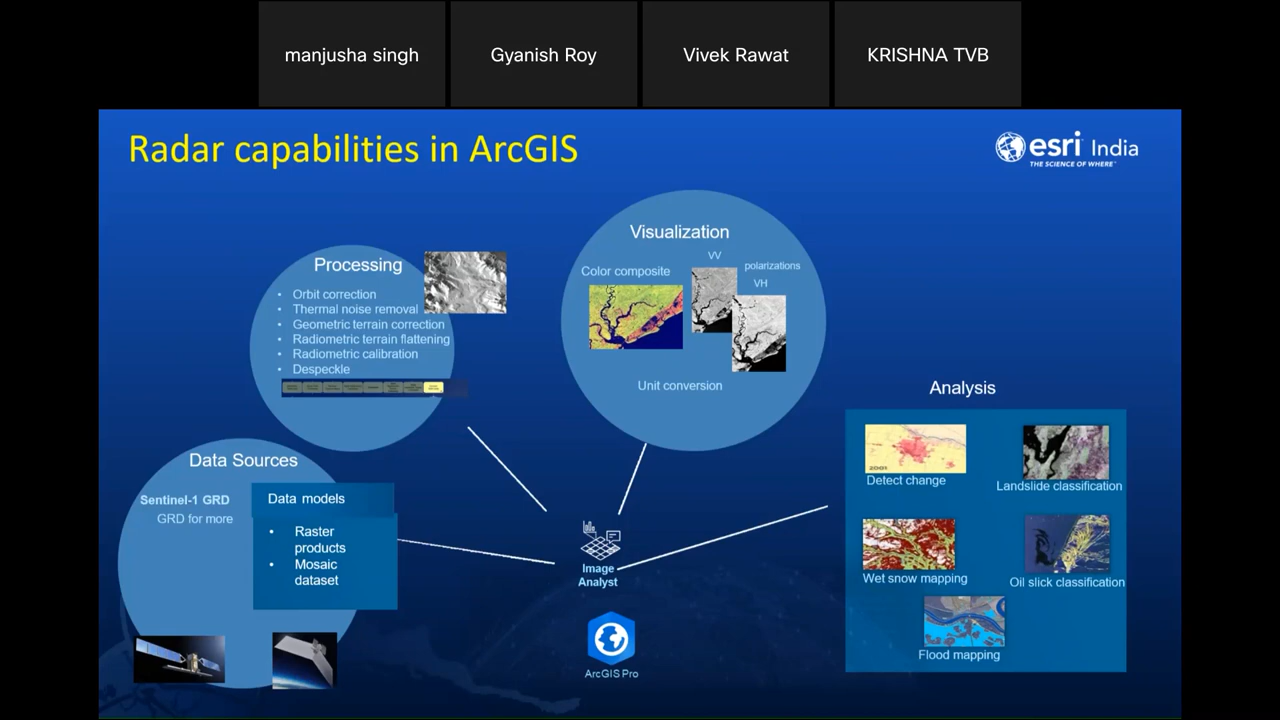 manjusha singh
Gyanish Roy
Vivek Rawat
KRISHNA TVB
Radar capabilities in ArcGIS
esri India
THE SCIENCE OF WHERE™
Processing
• Orbit correction
• Thermal noise removal
• Geometric terrain correction
• Radiometric terrain flattening
• Radiometric calibration
• Despeckle
Visualization
Color composite
VV
polarizations
VH
Unit conversion
Data Sources
Sentinel-1 GRD
GRD for more
Data models
• Raster
products
• Mosaic
dataset
Image
Analyst
ArcGIS Pro
Analysis
2001
Detect change
Landslide classification
Wet snow mapping
Oil slick classification
Flood mapping